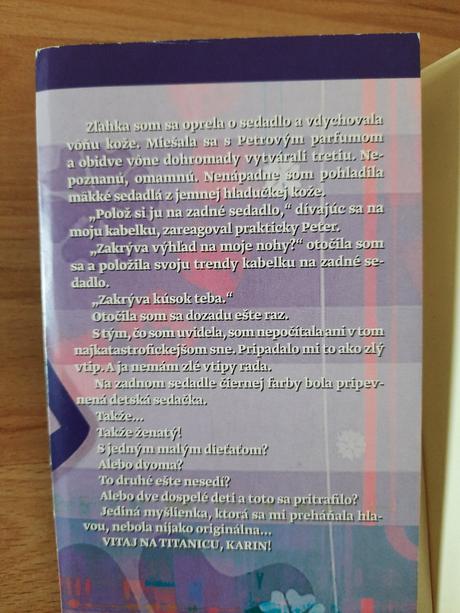 Zľahka som sa oprela o sedadlo a vdychovala
vôňu kože. Miešala sa s Petrovým parfumom
a obidve vône dohromady vytvárali tretiu. Ne-
poznanú, omamnú. Nenápadne som pohladila
mäkké sedadlá z jemnej hladučkej kože.
„Polož si ju na zadné sedadlo,“ dívajúc sa na
moju kabelku, zareagoval prakticky Peter.
„Zakrýva výhľad na moje nohy?“ otočila som
sa a položila svoju trendy kabelku na zadné se-
dadlo.
„Zakrýva kúsok teba.“
Otočila som sa dozadu ešte raz.
S tým, čo som uvidela, som nepočítala ani v tom
najkatastrofickejšom sne. Pripadalo mi to ako zlý
vtip. A ja nemám zlé vtipy rada.
Na zadnom sedadle čiernej farby bola pripev-
nená detská sedačka.
Takže...
Takže ženatý!
S jedným malým dieťaťom?
Alebo dvoma?
To druhé ešte nesedí?
Alebo dve dospelé deti a toto sa pritrafilo?
Jediná myšlienka, ktorá sa mi preháňala hla-
vou, nebola nijako originálna...
VITAJ NA TITANICU, KARIN!